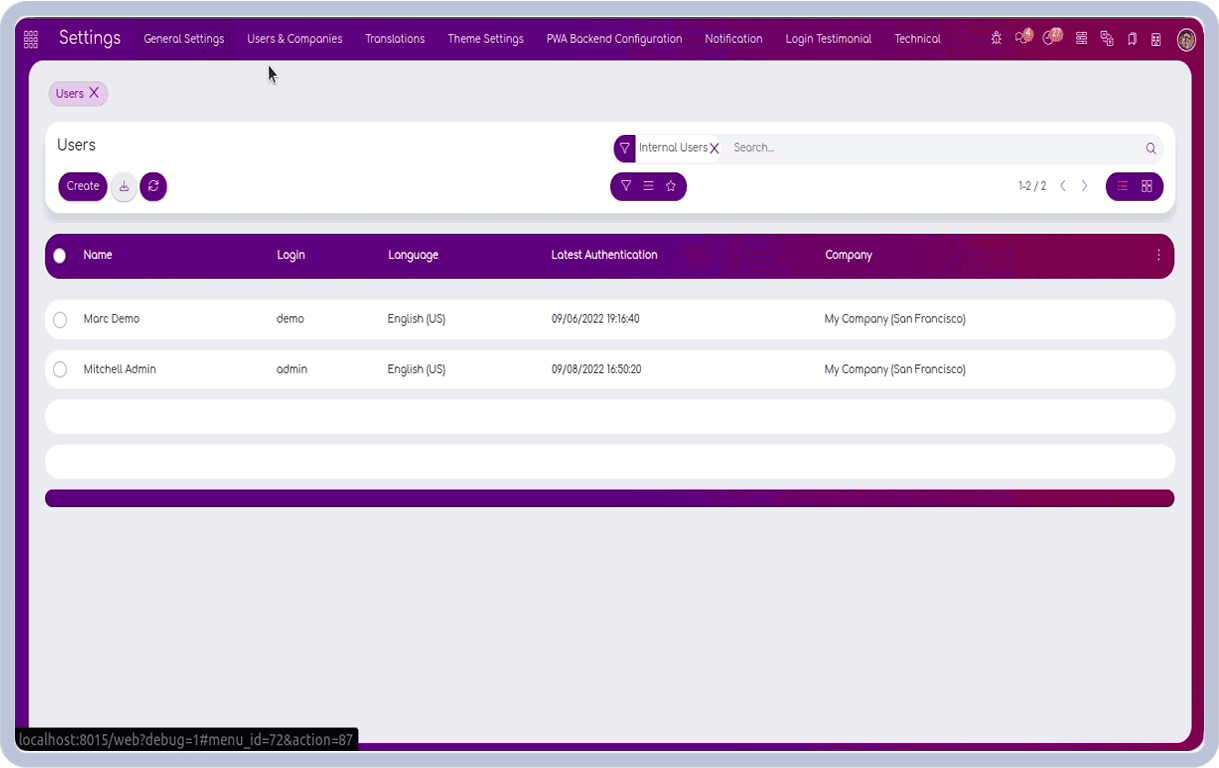 Settings General Settings Users & Companies Translations Theme Settings PWA Backend Configuration Notification Login Testimonial Technical 4 27
Users X
Users
Internal Users X Search...
Create
1-2 / 2
Name Login Language Latest Authentication Company
Marc Demo demo English (US) 09/06/2022 19:16:40 My Company (San Francisco)
Mitchell Admin admin English (US) 09/08/2022 16:50:20 My Company (San Francisco)
localhost:8015/web?debug=1#menu_id=72&action=87